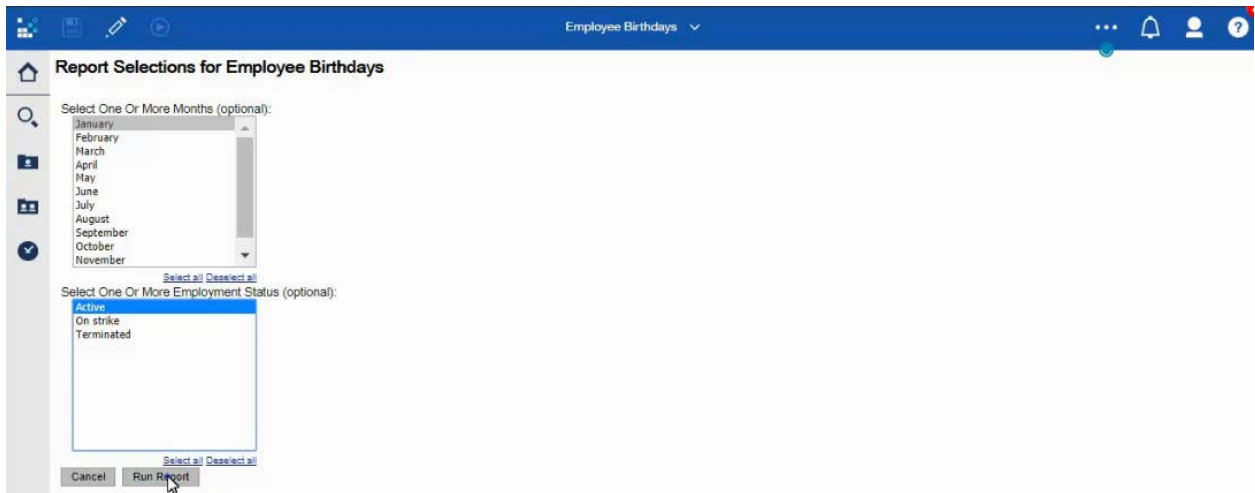 Employee Birthdays
?
Report Selections for Employee Birthdays
Select One Or More Months (optional):
January
February
March
April
May
June
July
August
September
October
November
Select all Deselect all
Select One Or More Employment Status (optional):
Active
On strike
Terminated
Select all Deselect all
Cancel Run Report